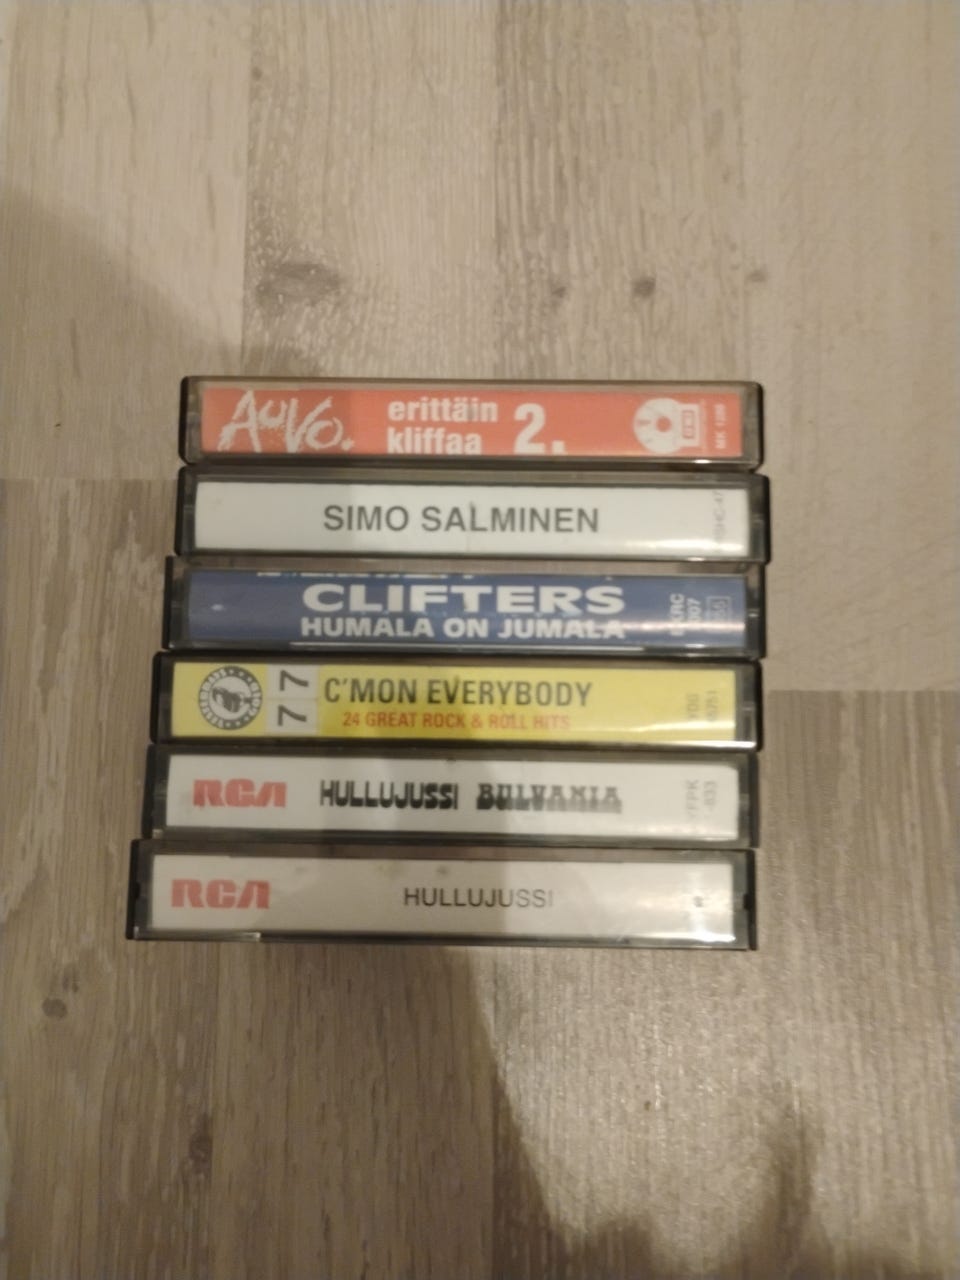 AUVO.
erittäin
kliffaa
2.
SIMO SALMINEN
CLIFTERS
HUMALA ON JUMALA
77
C'MON EVERYBODY
24 GREAT ROCK & ROLL HITS
RCA
HULLUJUSSI BULVANIA
RCA
HULLUJUSSI